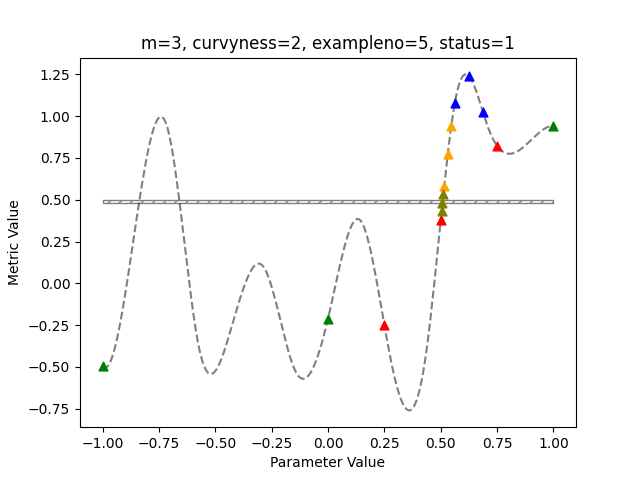 m=3, curvyness=2, exampleno=5, status=1
Metric Value
1.25
1.00
0.75
0.50
0.25
0.00
−0.25
−0.50
−0.75
−1.00 −0.75 −0.50 −0.25 0.00 0.25 0.50 0.75 1.00
Parameter Value